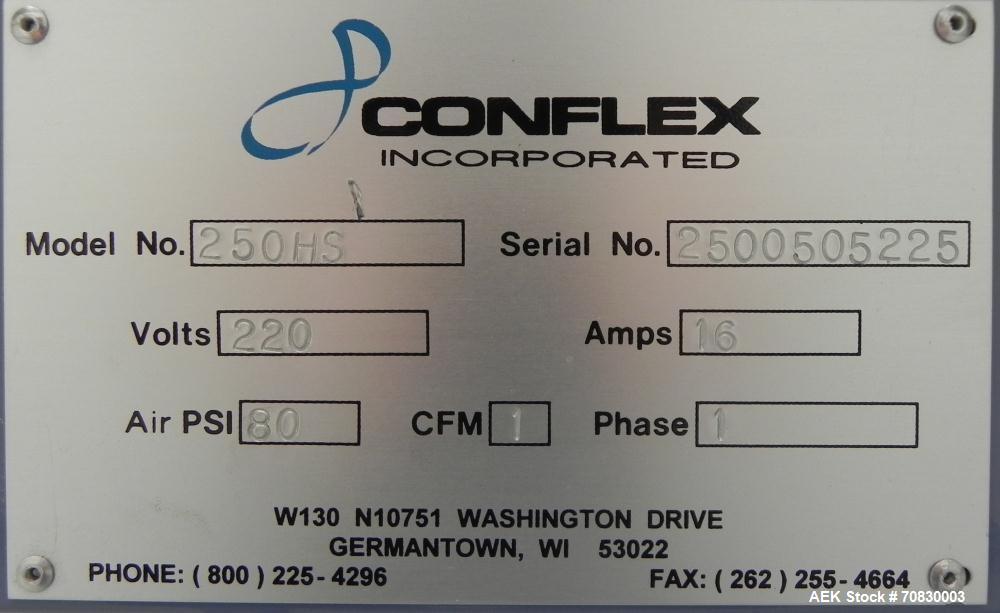 CONFLEX
INCORPORATED
Model No. 250HS Serial No. 2500505225
Volts 220 Amps 16
Air PSI 80 CFM 1 Phase 1
W130 N10751 WASHINGTON DRIVE
GERMANTOWN, WI 53022
PHONE: ( 800 ) 225 - 4296 FAX: ( 262 ) 255 - 4664
AEK Stock # 70830003